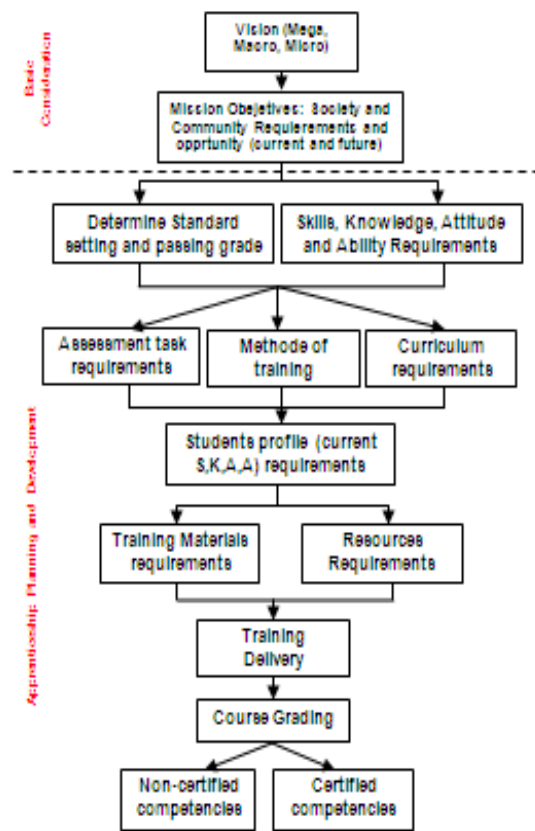 Vision (Mega,
Macro, Micro)
Basic
Consideration
Mission Obejetives: Society and
Community Requierements and
opprtunity (current and future)
Determine Standard
setting and passing grade
Skills, Knowledge, Attitude
and Ability Requirements
Assessment task
requirements
Methode of
training
Curriculum
requirements
Students profile (current
S,K,A,A) requirements
Apprenticeship Planning and Development
Training Materials
requirements
Resources
Requirements
Training
Delivery
Course Grading
Non-certified
competencies
Certified
competencies